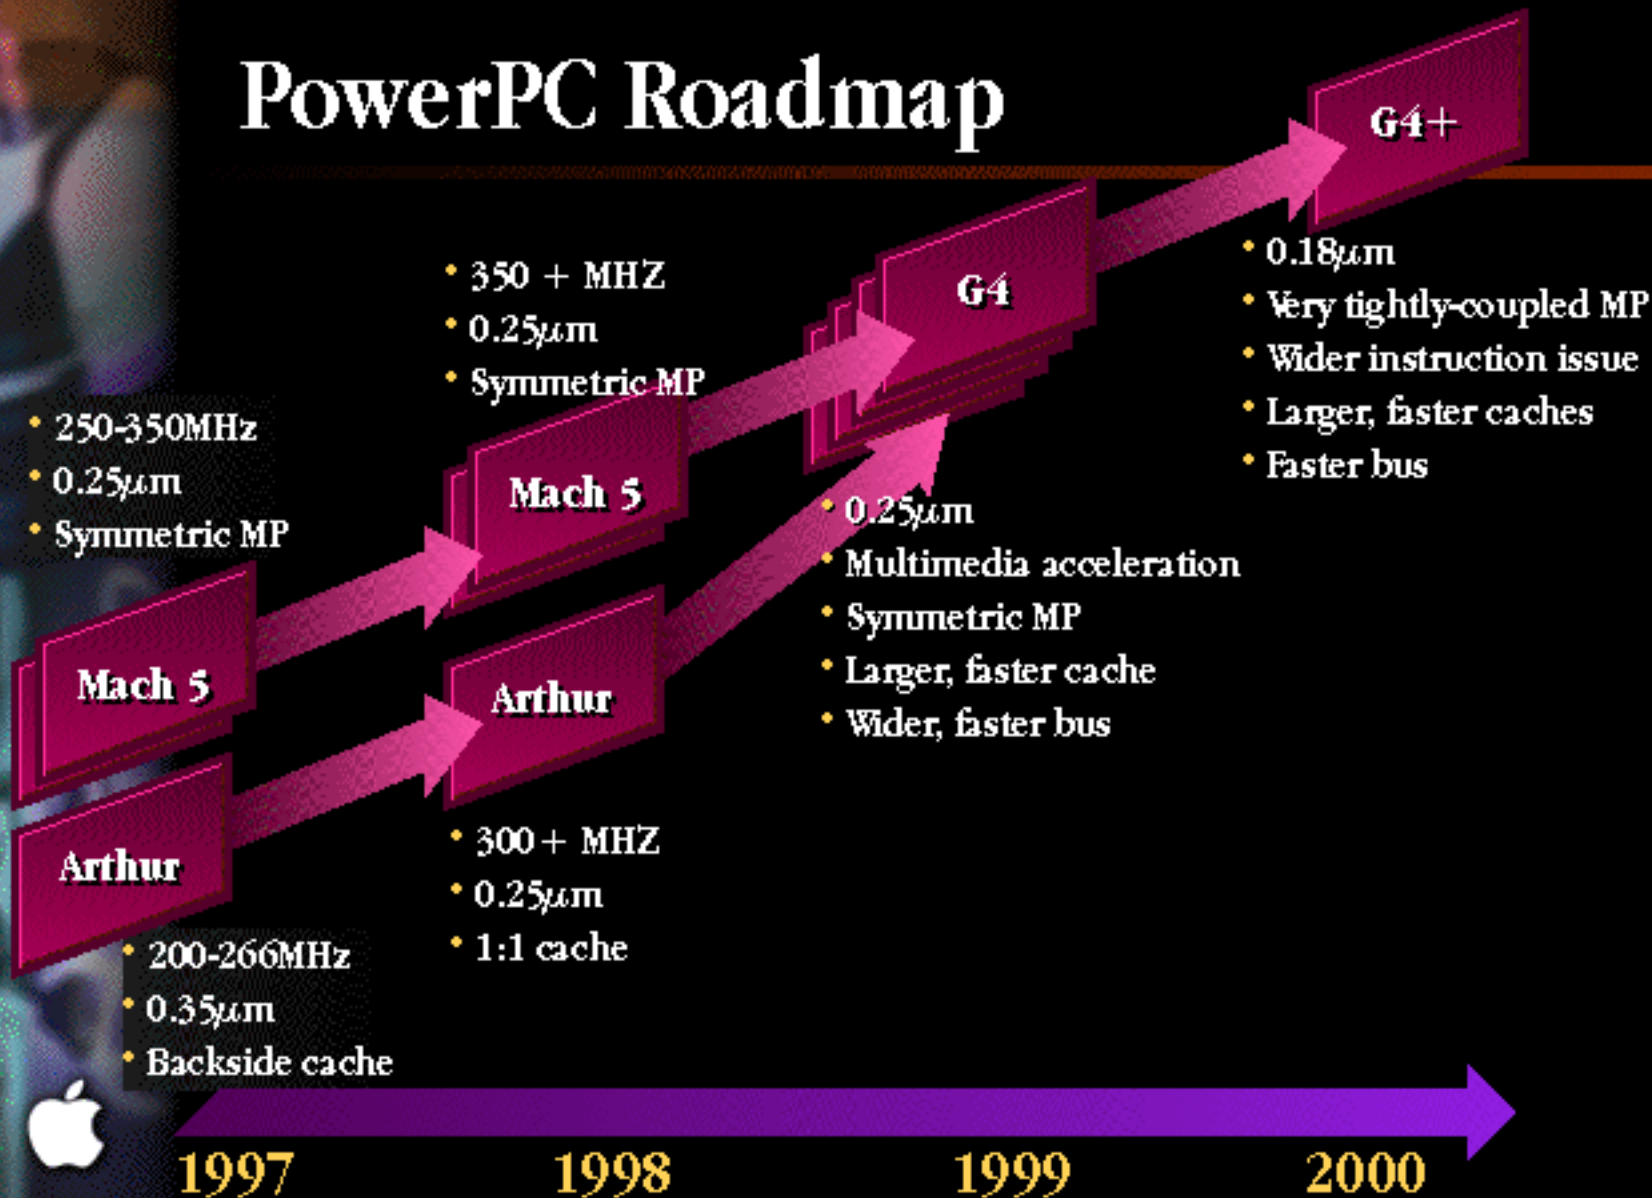 PowerPC Roadmap
G4+
• 0.18µm
• Very tightly-coupled MP
• Wider instruction issue
• Larger, faster caches
• Faster bus
G4
• 0.25µm
• Multimedia acceleration
• Symmetric MP
• Larger, faster cache
• Wider, faster bus
• 350 + MHZ
• 0.25µm
• Symmetric MP
Mach 5
• 250-350MHz
• 0.25µm
• Symmetric MP
Mach 5
Arthur
• 300 + MHZ
• 0.25µm
• 1:1 cache
Arthur
• 200-266MHz
• 0.35µm
• Backside cache
1997 1998 1999 2000